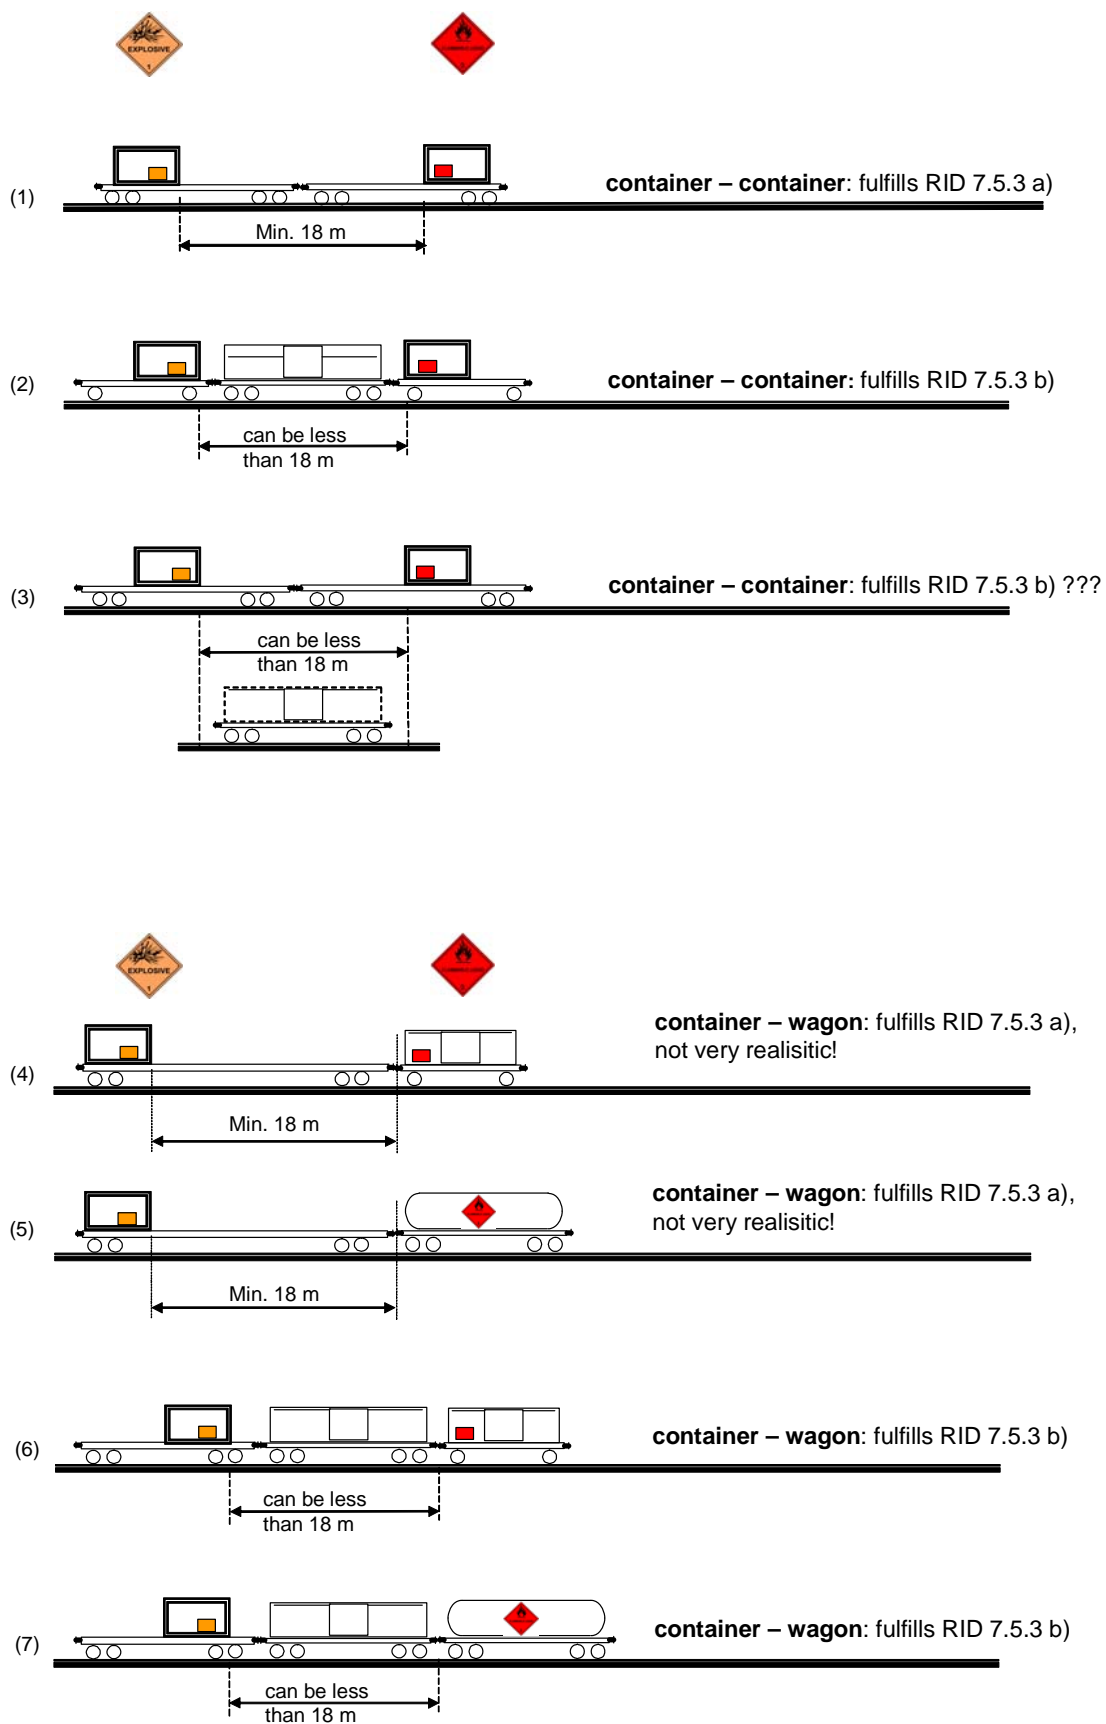 EXPLOSIVE
1
(1)
container – container: fulfills RID 7.5.3 a)
Min. 18 m
(2)
container – container: fulfills RID 7.5.3 b)
can be less
than 18 m
(3)
container – container: fulfills RID 7.5.3 b) ???
can be less
than 18 m
EXPLOSIVE
1
(4)
container – wagon: fulfills RID 7.5.3 a),
not very realisitic!
Min. 18 m
(5)
container – wagon: fulfills RID 7.5.3 a),
not very realisitic!
Min. 18 m
(6)
container – wagon: fulfills RID 7.5.3 b)
can be less
than 18 m
(7)
container – wagon: fulfills RID 7.5.3 b)
can be less
than 18 m